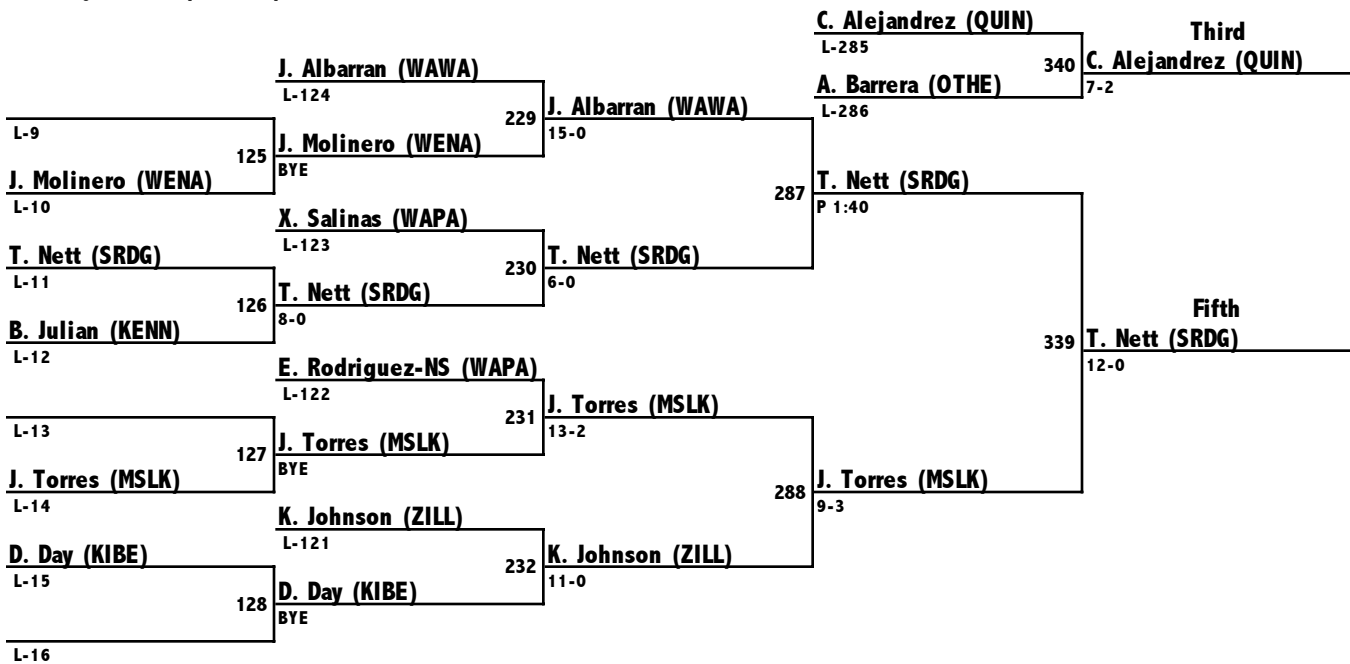 C. Alejandrez (QUIN)
L-285
Third
340
C. Alejandrez (QUIN)
7-2
A. Barrera (OTHE)
L-286
J. Albarran (WAWA)
L-124
229
J. Albarran (WAWA)
15-0
L-9
125
J. Molinero (WENA)
BYE
J. Molinero (WENA)
L-10
287
T. Nett (SRDG)
P 1:40
X. Salinas (WAPA)
L-123
230
T. Nett (SRDG)
6-0
T. Nett (SRDG)
L-11
126
T. Nett (SRDG)
8-0
B. Julian (KENN)
L-12
Fifth
339
T. Nett (SRDG)
12-0
E. Rodriguez-NS (WAPA)
L-122
231
J. Torres (MSLK)
13-2
L-13
127
J. Torres (MSLK)
BYE
J. Torres (MSLK)
L-14
288
J. Torres (MSLK)
9-3
K. Johnson (ZILL)
L-121
232
K. Johnson (ZILL)
11-0
D. Day (KIBE)
L-15
128
D. Day (KIBE)
BYE
L-16